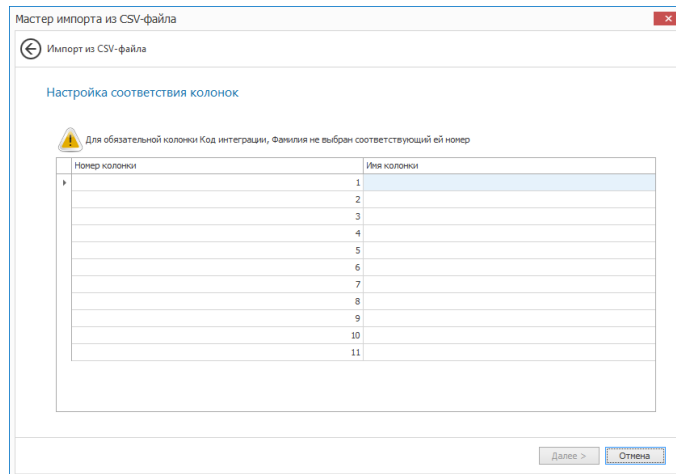 Мастер импорта из CSV-файла
Импорт из CSV-файла
Настройка соответствия колонок
Для обязательной колонки Код интеграции, Фамилия не выбран соответствующий ей номер
Номер колонки Имя колонки
1
2
3
4
5
6
7
8
9
10
11
Далее > Отмена